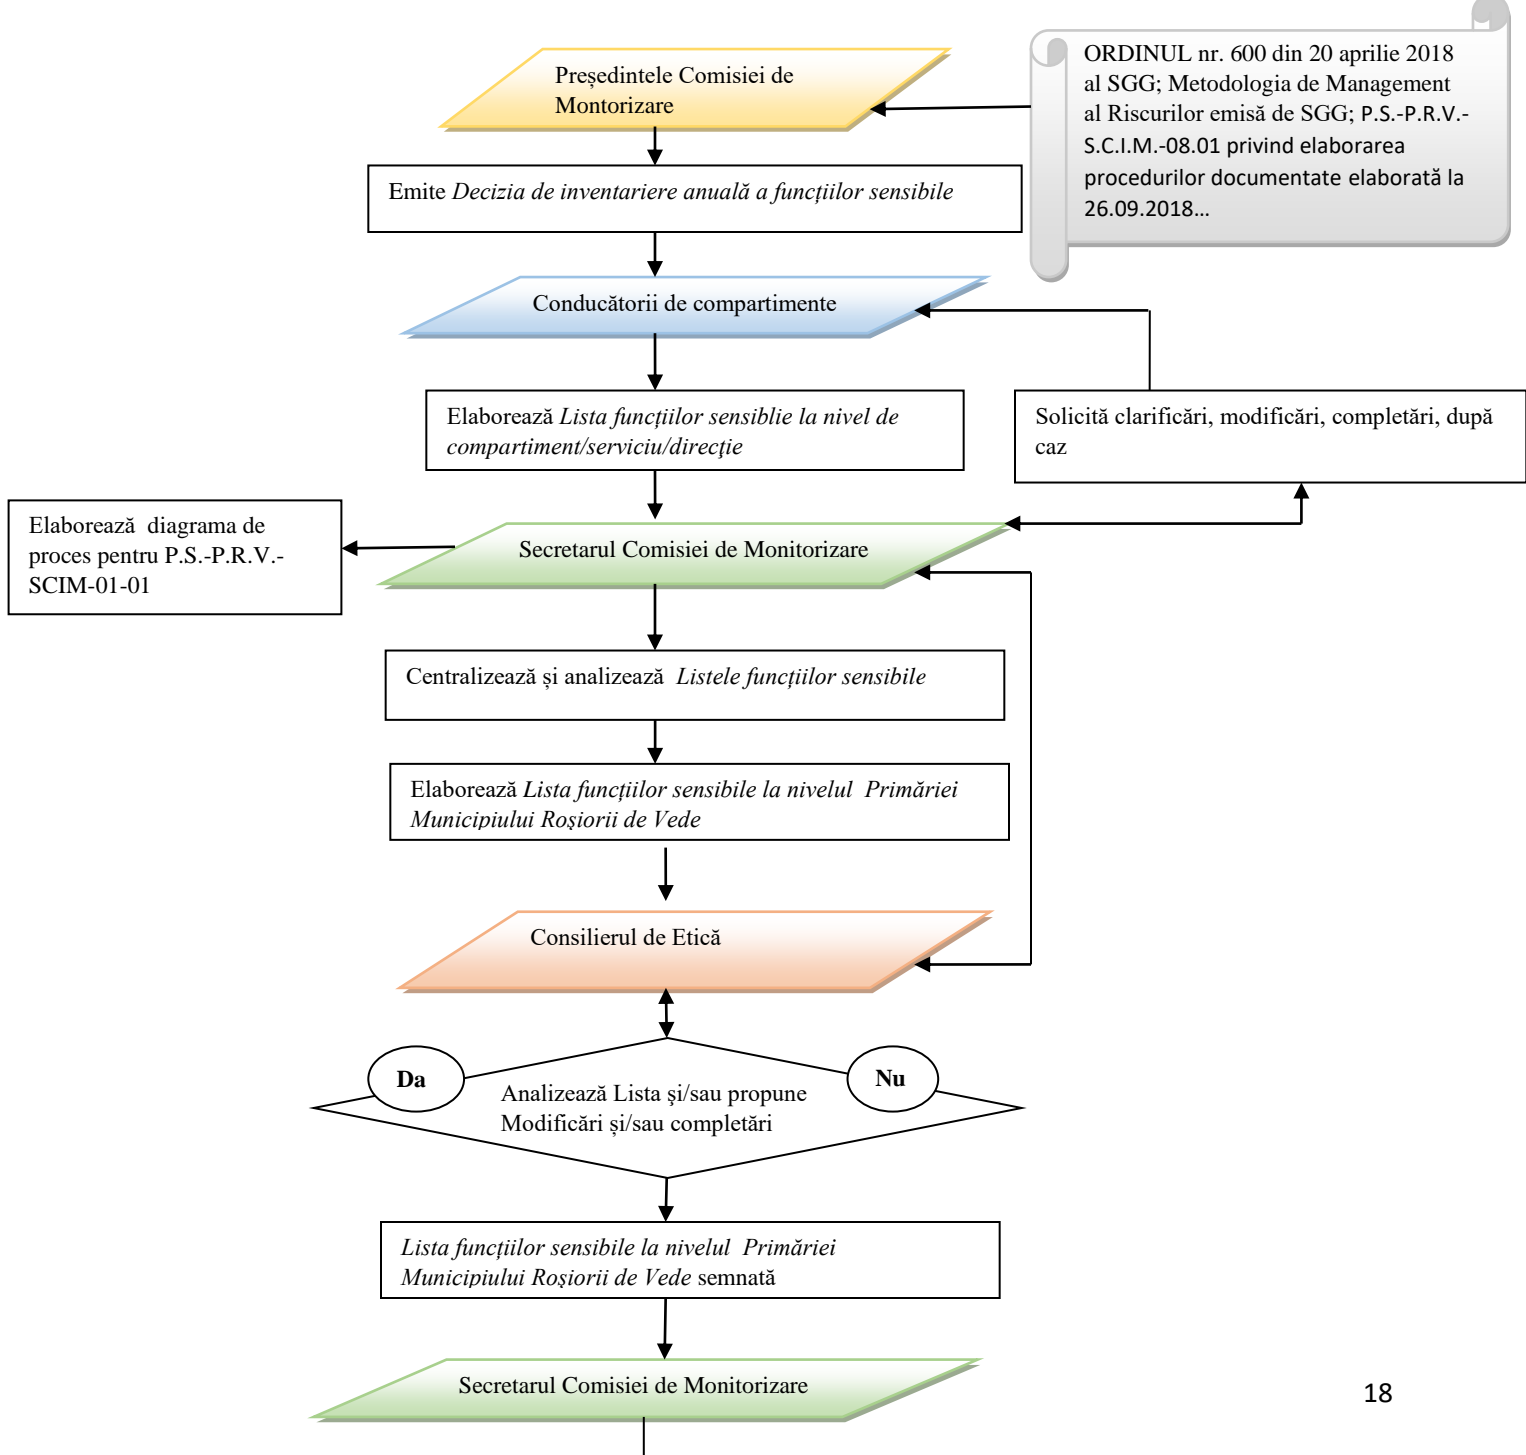 Președintele Comisiei de
Montorizare
ORDINUL nr. 600 din 20 aprilie 2018
al SGG; Metodologia de Management
al Riscurilor emisă de SGG; P.S.-P.R.V.-
S.C.I.M.-08.01 privind elaborarea
procedurilor documentate elaborată la
26.09.2018…
Emite Decizia de inventariere anuală a funcțiilor sensibile
Conducătorii de compartimente
Elaborează Lista funcțiilor sensiblie la nivel de
compartiment/serviciu/direcţie
Solicită clarificări, modificări, completări, după
caz
Elaborează  diagrama de
proces pentru P.S.-P.R.V.-
SCIM-01-01
Secretarul Comisiei de Monitorizare
Centralizează și analizează  Listele funcțiilor sensibile
Elaborează Lista funcțiilor sensibile la nivelul  Primăriei
Municipiului Roșiorii de Vede
Consilierul de Etică
Da
Nu
Analizează Lista şi/sau propune
Modificări și/sau completări
Lista funcțiilor sensibile la nivelul  Primăriei
Municipiului Roșiorii de Vede semnată
Secretarul Comisiei de Monitorizare
18